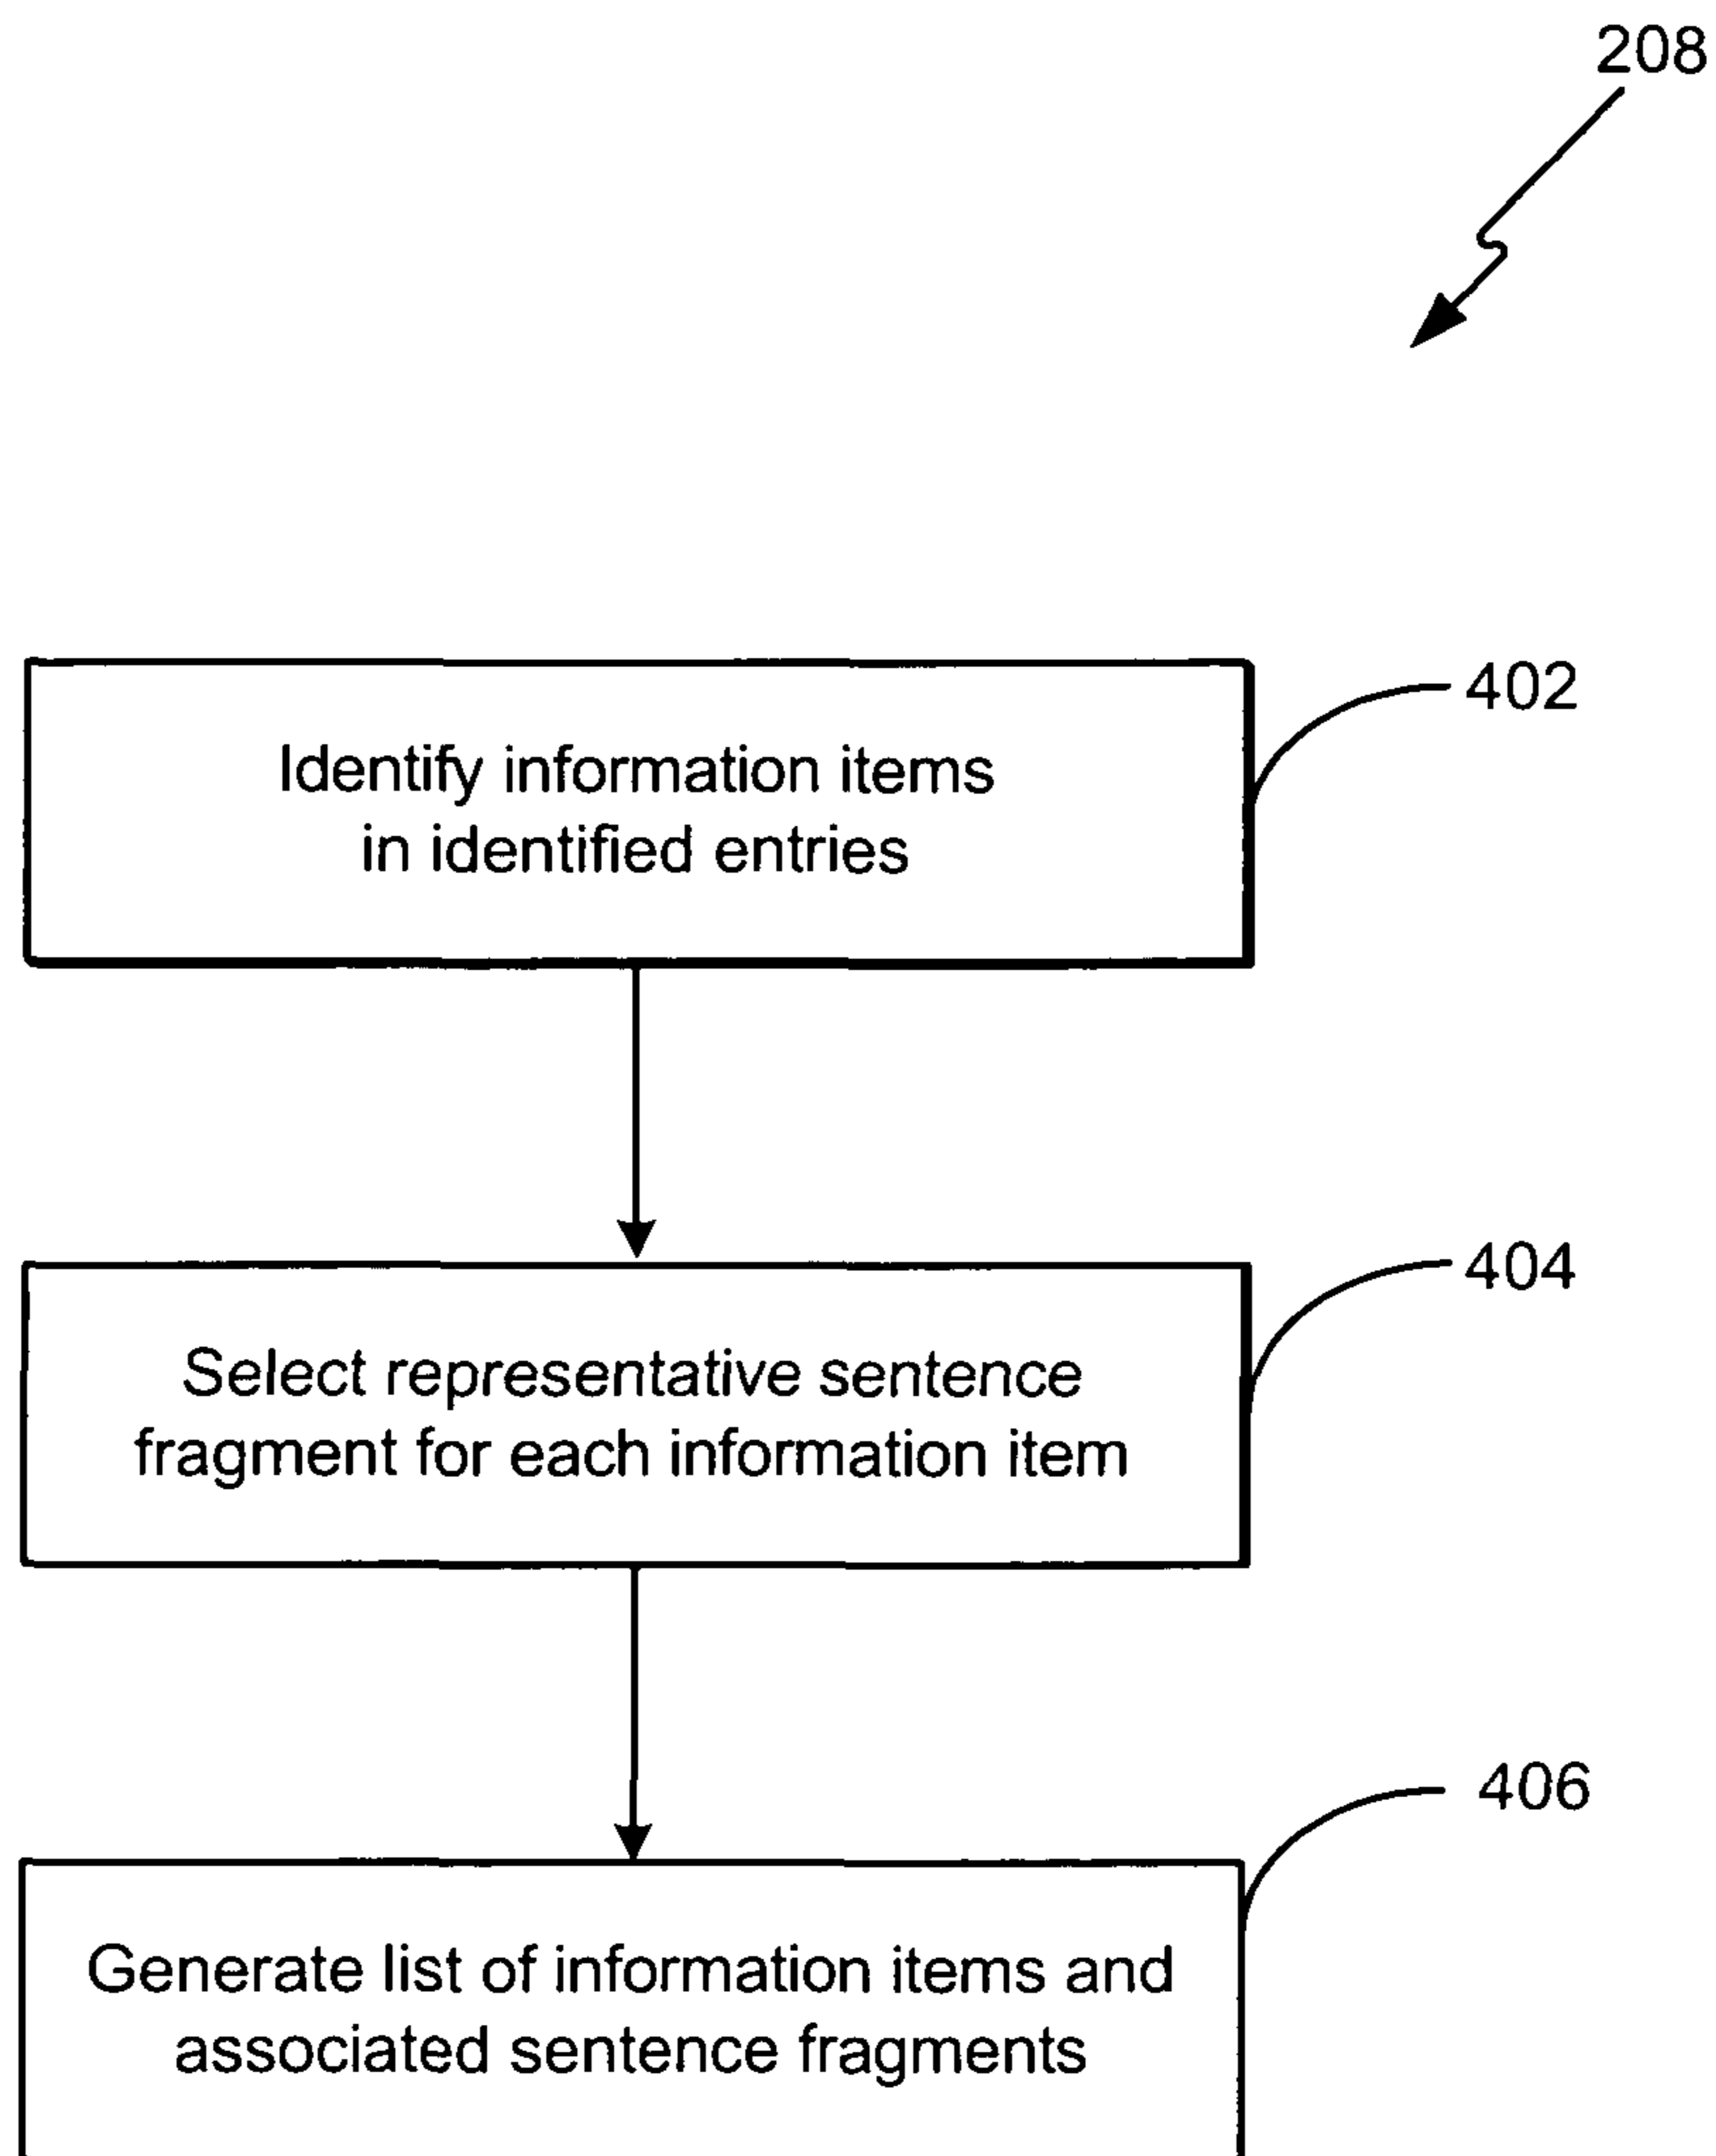 208
402
Identify information items
in identified entries
404
Select representative sentence
fragment for each information item
406
Generate list of information items and
associated sentence fragments